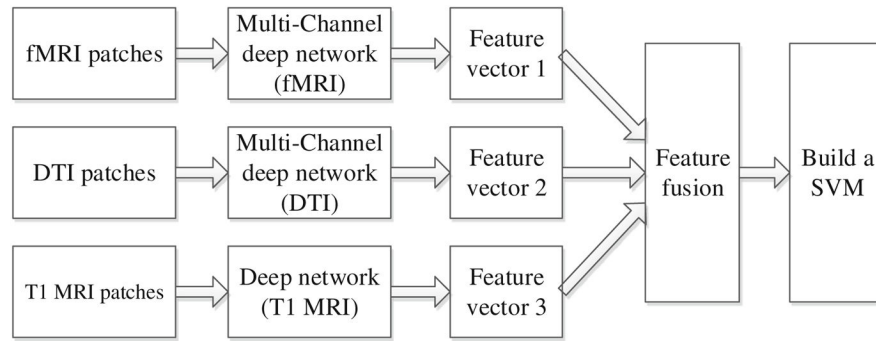 fMRI patches
Multi-Channel
deep network
(fMRI)
Feature
vector 1
DTI patches
Multi-Channel
deep network
(DTI)
Feature
vector 2
T1 MRI patches
Deep network
(T1 MRI)
Feature
vector 3
Feature
fusion
Build a
SVM